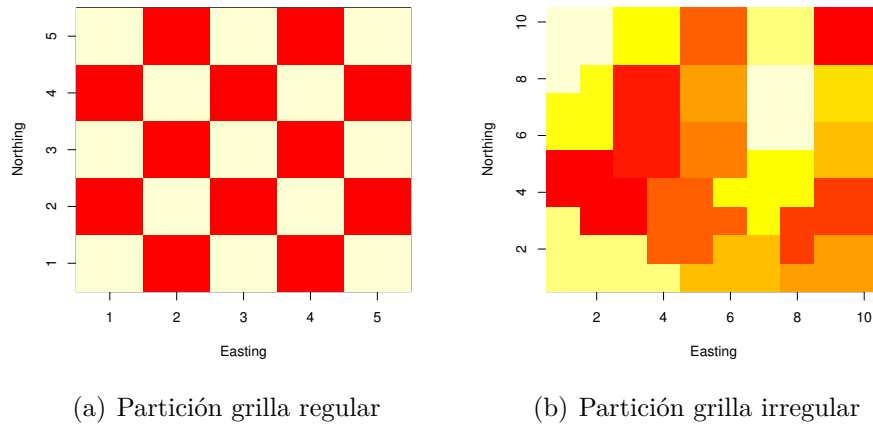 5
4
3
2
1
Northing
1 2 3 4 5
Easting
(a) Partición grilla regular
10
8
6
4
2
Northing
2 4 6 8 10
Easting
(b) Partición grilla irregular